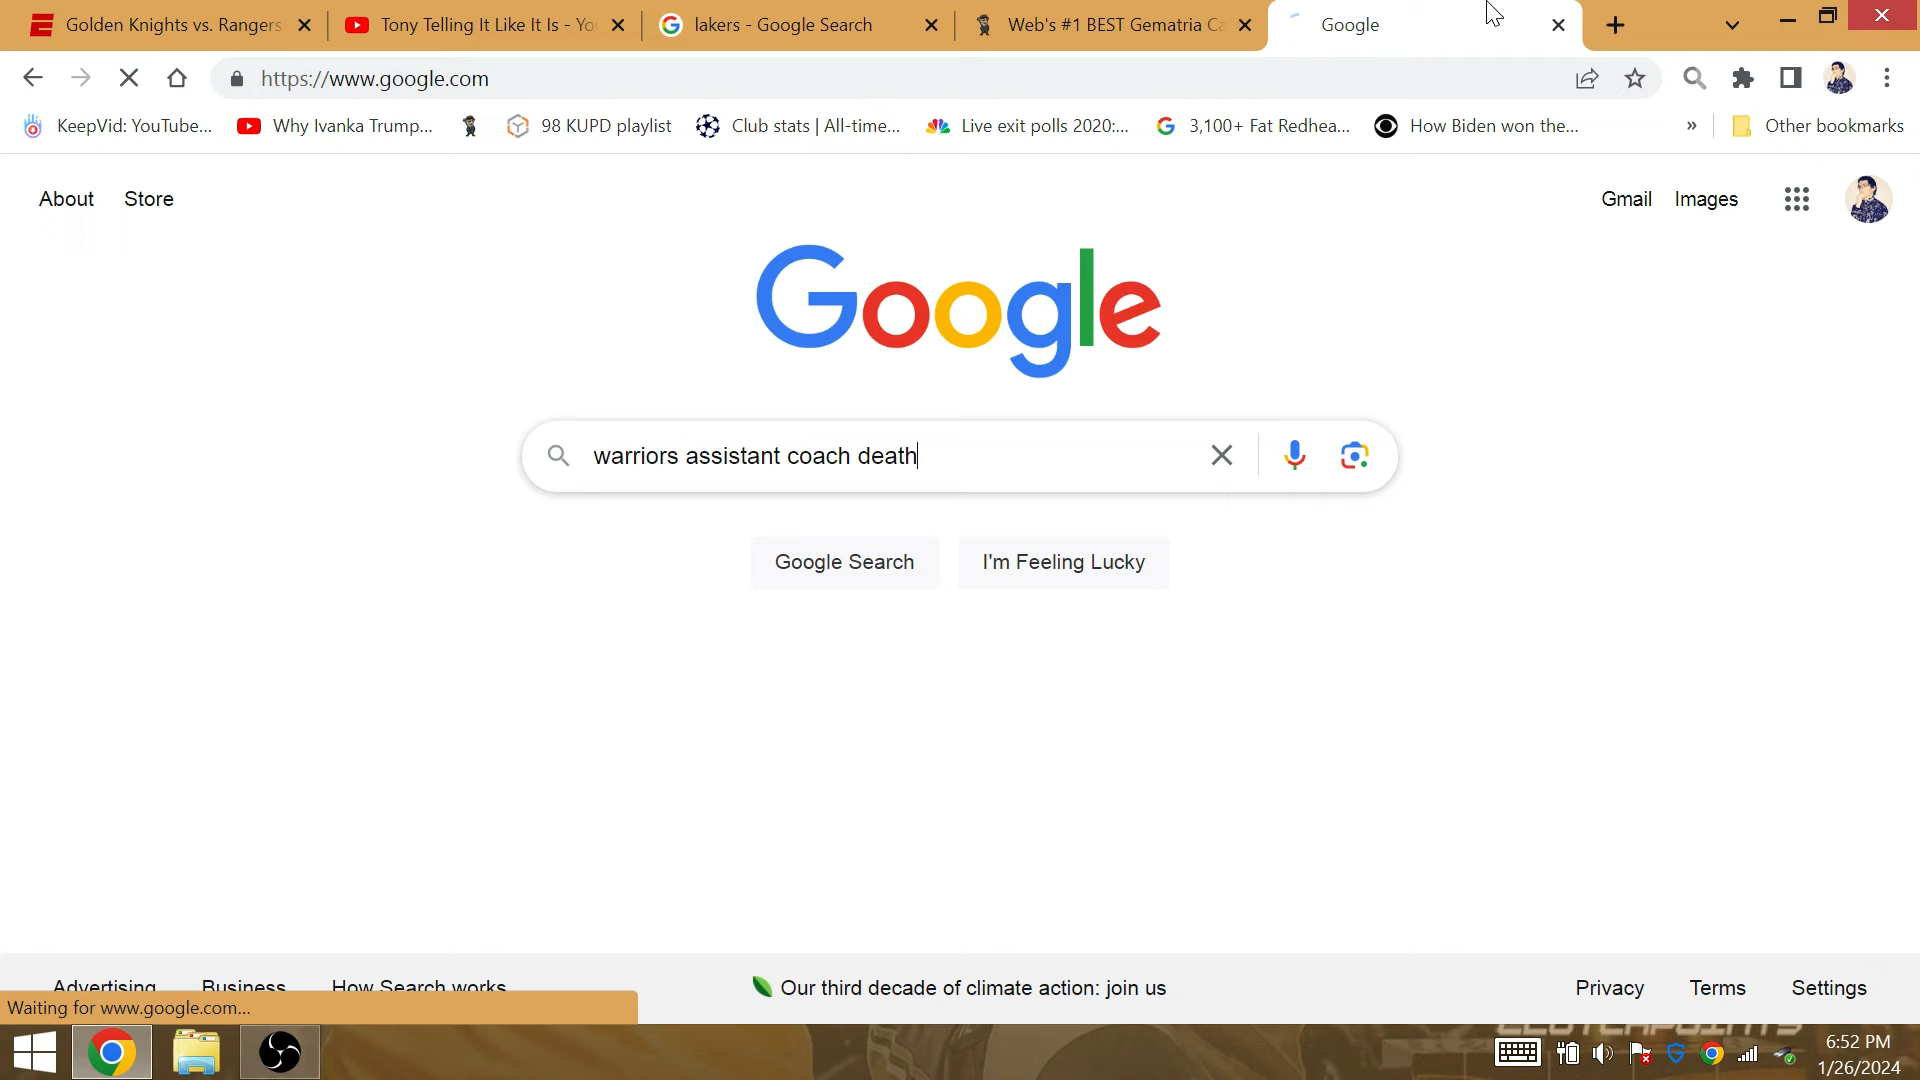 Golden Knights vs. Rangers
Tony Telling It Like It Is - Yo
lakers - Google Search
Web's #1 BEST Gematria Ca
Google
https://www.google.com
KeepVid: YouTube...
Why Ivanka Trump...
98 KUPD playlist
Club stats | All-time...
Live exit polls 2020:...
3,100+ Fat Redhea...
How Biden won the...
»
Other bookmarks
About
Store
Gmail
Images
Google
warriors assistant coach death
Google Search
I'm Feeling Lucky
Advertising
Business
How Search works
Our third decade of climate action: join us
Privacy
Terms
Settings
Waiting for www.google.com...
CLUTCHPOINTS
6:52 PM
1/26/2024